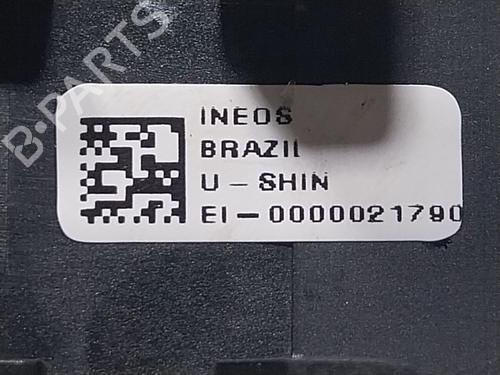 B-PARTS
INEOS
BRAZIL
U-SHIN
EI-0000021790